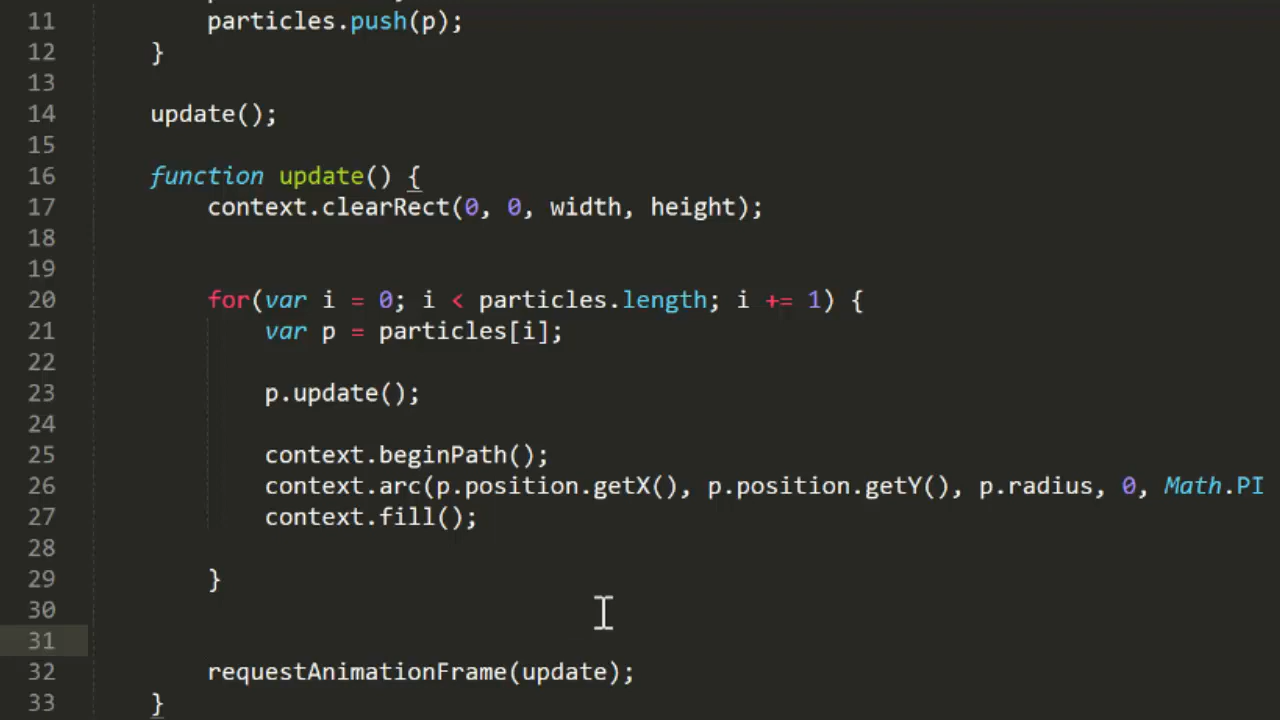 11 particles.push(p);
12 }
13
14 update();
15
16 function update() {
17 context.clearRect(0, 0, width, height);
18
19
20 for(var i = 0; i < particles.length; i += 1) {
21 var p = particles[i];
22
23 p.update();
24
25 context.beginPath();
26 context.arc(p.position.getX(), p.position.getY(), p.radius, 0, Math.PI
27 context.fill();
28
29 }
30
31
32 requestAnimationFrame(update);
33 }